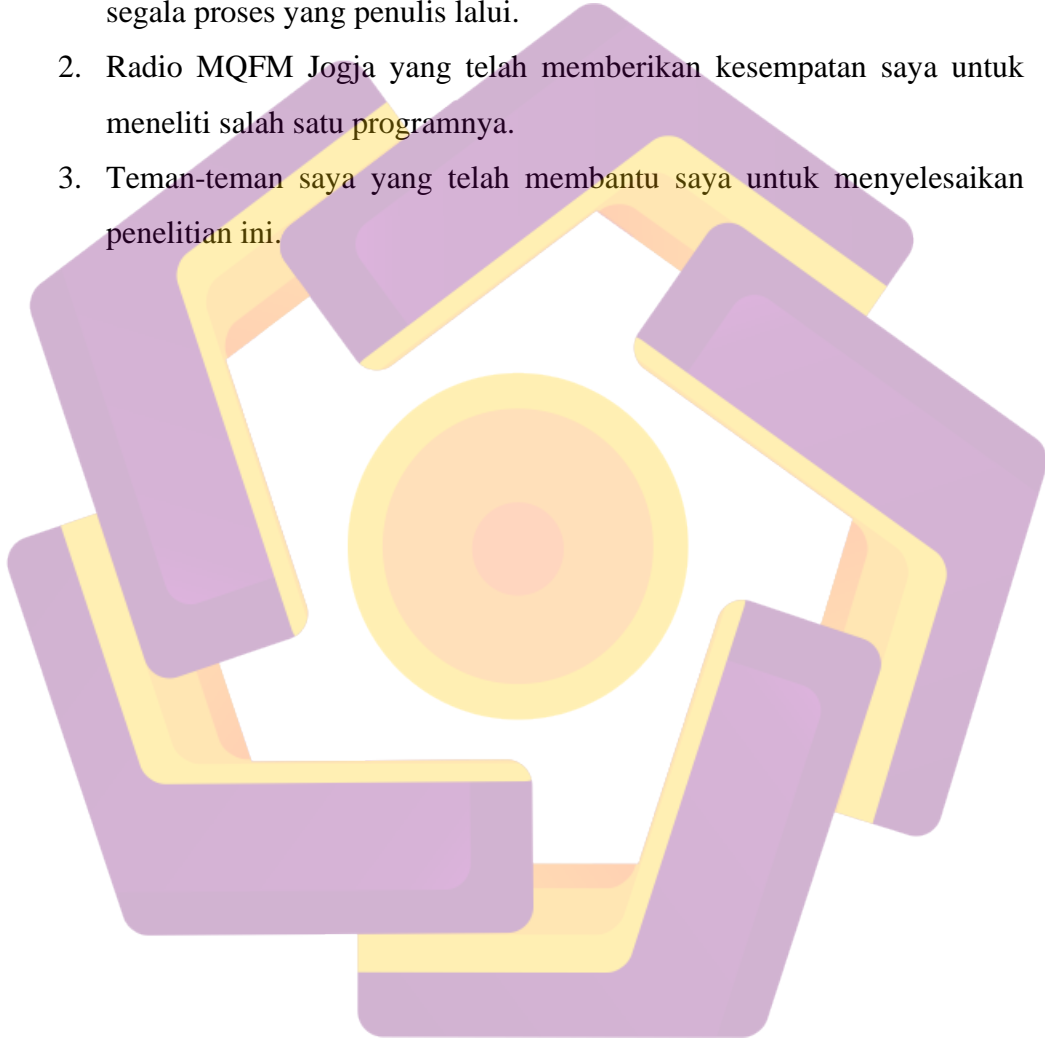 segala proses yang penulis lalui.
2. Radio MQFM Jogja yang telah memberikan kesempatan saya untuk
meneliti salah satu programnya.
3. Teman-teman saya yang telah membantu saya untuk menyelesaikan
penelitian ini.